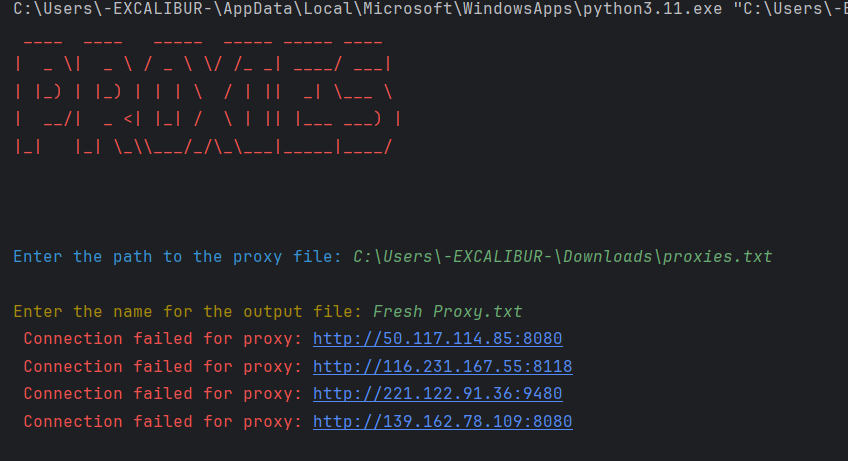 C:\Users\-EXCALIBUR-\AppData\Local\Microsoft\WindowsApps\python3.11.exe "C:\Users\-E
 ____  ____   _____  _____ _____ ____
|  _ \|  _ \ / _ \ \/ /_ _| ____/ ___|
| |_) | |_) | | | \  / | ||  _| \___ \
|  __/|  _ <| |_| /  \ | || |___ ___) |
|_|   |_| \_\\___/_/\_\___|_____|____/
Enter the path to the proxy file: C:\Users\-EXCALIBUR-\Downloads\proxies.txt
Enter the name for the output file: Fresh Proxy.txt
Connection failed for proxy: http://50.117.114.85:8080
Connection failed for proxy: http://116.231.167.55:8118
Connection failed for proxy: http://221.122.91.36:9480
Connection failed for proxy: http://139.162.78.109:8080